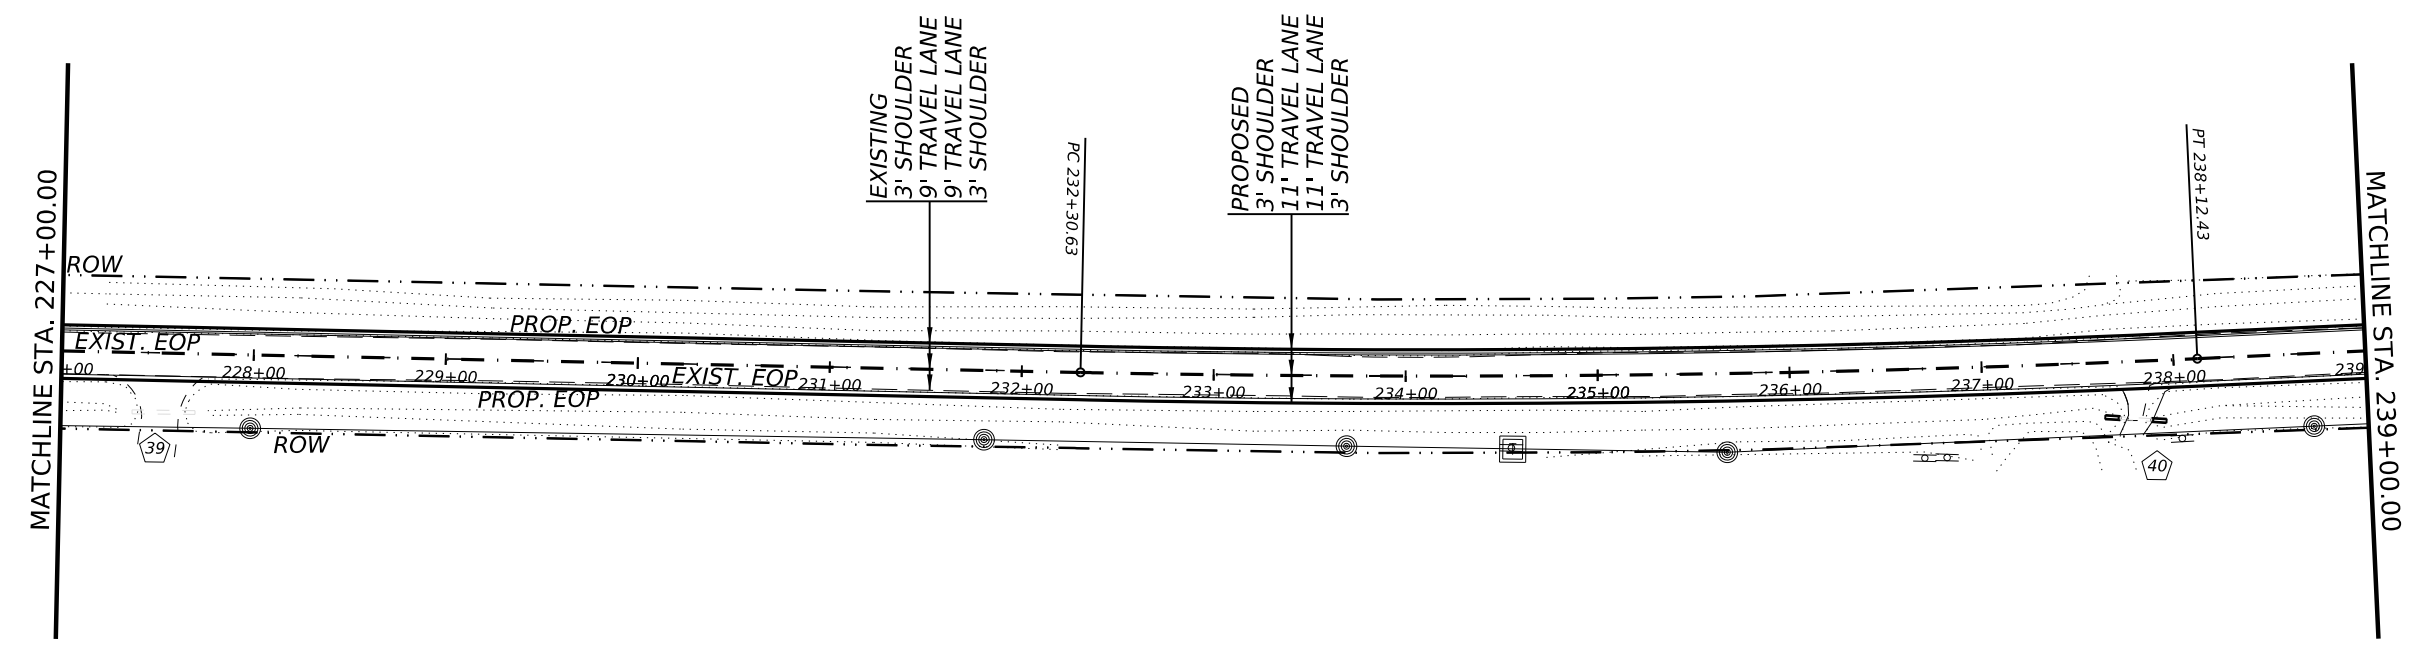 MATCHLINE STA. 227+00.00
EXISTING
3' SHOULDER
9' TRAVEL LANE
9' TRAVEL LANE
3' SHOULDER
PC 232+30.63
PROPOSED
3' SHOULDER
11' TRAVEL LANE
11' TRAVEL LANE
3' SHOULDER
PT 238+12.43
MATCHLINE STA. 239+00.00
ROW
PROP. EOP
EXIST. EOP
+00
228+00
229+00
230+00
EXIST. EOP
231+00
232+00
233+00
234+00
235+00
236+00
237+00
238+00
239
PROP. EOP
ROW
39
40